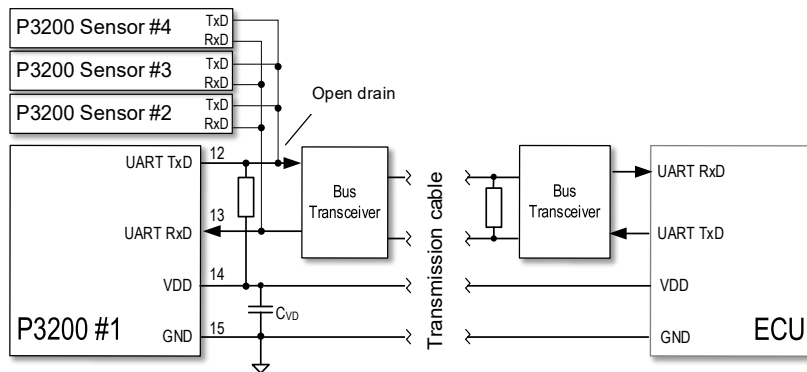 P3200 Sensor #4
TxD
RxD
P3200 Sensor #3
TxD
RxD
P3200 Sensor #2
TxD
RxD
Open drain
UART TxD
12
Bus
Transceiver
Transmission cable
Bus
Transceiver
UART RxD
13
UART RxD
UART TxD
14
VDD
VDD
CVD
P3200 #1
GND
15
GND
ECU